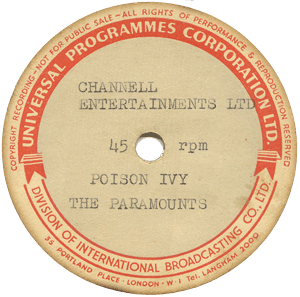 COPYRIGHT RECORDING—NOT FOR PUBLIC SALE—ALL RIGHTS OF PERFORMANCE & REPRODUCTION RESERVED
UNIVERSAL PROGRAMMES CORPORATION LTD.
CHANNELL
ENTERTAINMENTS LTD
45 rpm
POISON IVY
THE PARAMOUNTS
DIVISION OF INTERNATIONAL BROADCASTING CO., LTD.
35 PORTLAND PLACE · LONDON · W·1 Tel. LANGHAM 2000